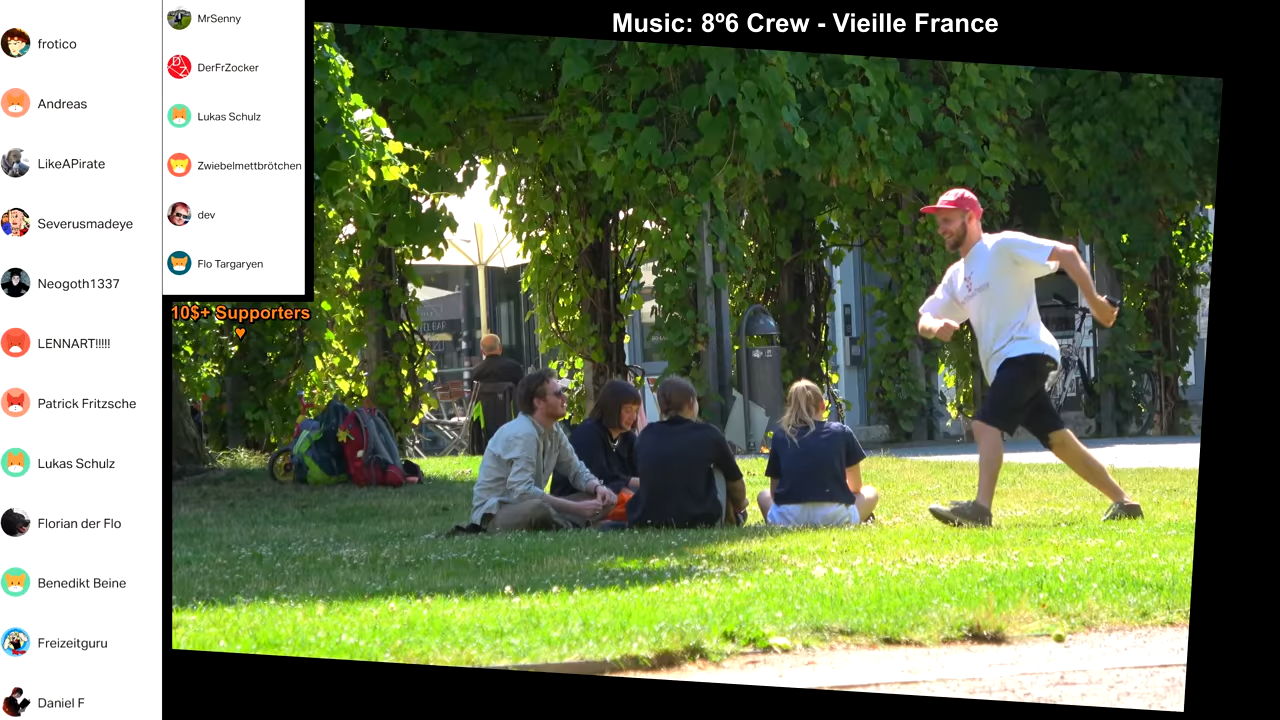 Music: 8º6 Crew - Vieille France
frotico
Andreas
LikeAPirate
Severusmadeye
Neogoth1337
LENNART!!!!!
Patrick Fritzsche
Lukas Schulz
Florian der Flo
Benedikt Beine
Freizeitguru
Daniel F
MrSenny
DerFrZocker
Lukas Schulz
Zwiebelmettbrötchen
dev
Flo Targaryen
10$+ Supporters
♥